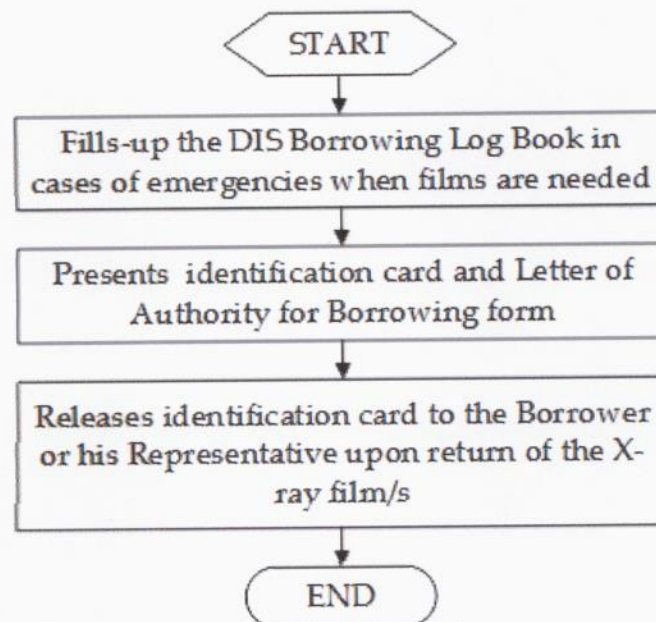 START
Fills-up the DIS Borrowing Log Book in
cases of emergencies when films are needed
Presents identification card and Letter of
Authority for Borrowing form
Releases identification card to the Borrower
or his Representative upon return of the X-
ray film/s
END